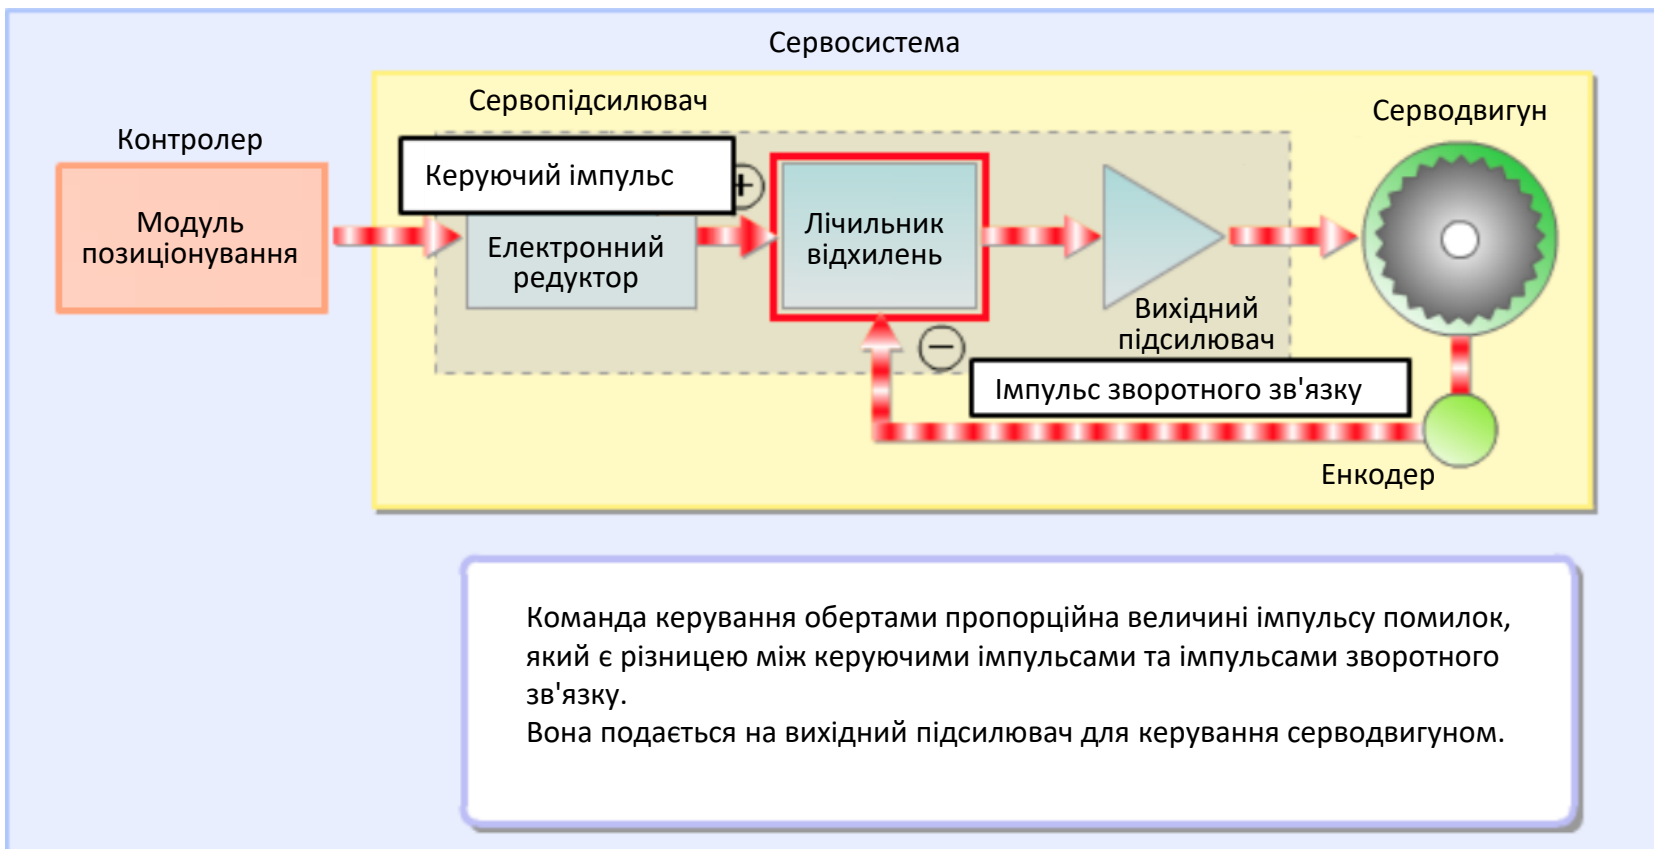 Сервосистема
Сервопідсилювач
Серводвигун
Контролер
Керуючий імпульс
+
Модуль
позиціонування
Електронний
редуктор
Лічильник
відхилень
Вихідний
підсилювач
−
Імпульс зворотного зв'язку
Енкодер
Команда керування обертами пропорційна величині імпульсу помилок,
який є різницею між керуючими імпульсами та імпульсами зворотного
зв'язку.
Вона подається на вихідний підсилювач для керування серводвигуном.